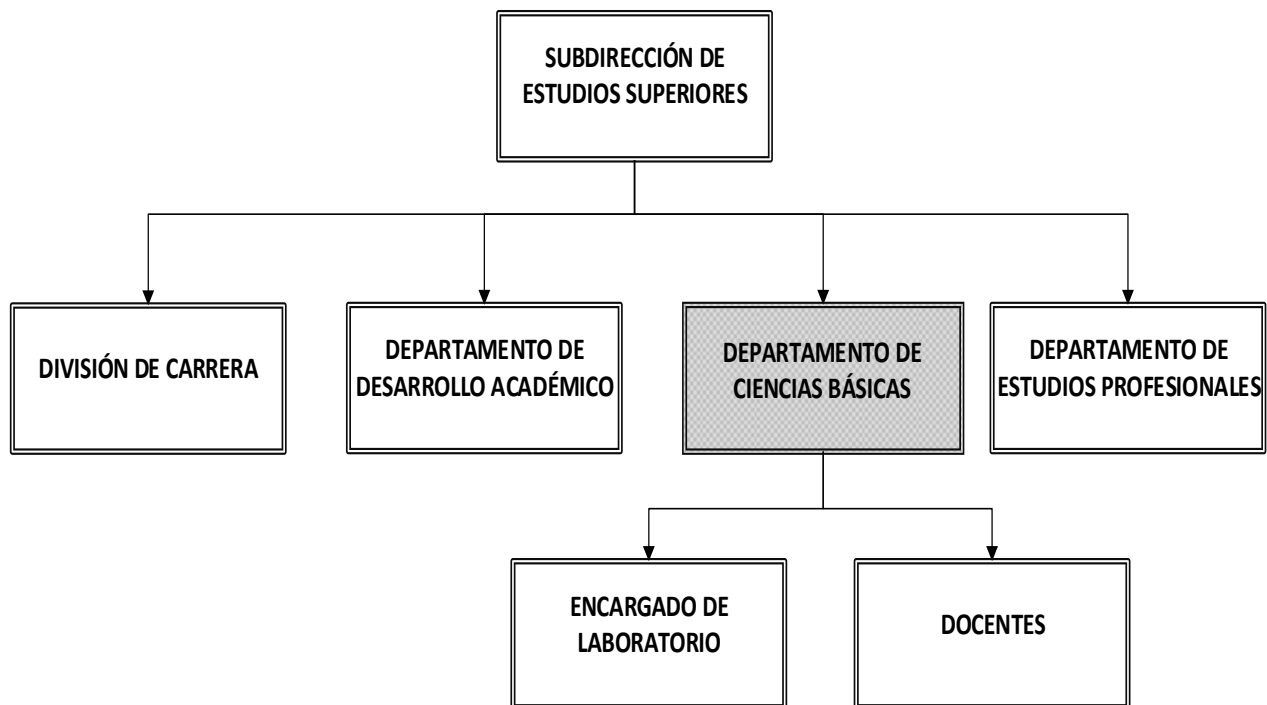 SUBDIRECCIÓN DE
ESTUDIOS SUPERIORES
DIVISIÓN DE CARRERA
DEPARTAMENTO DE
DESARROLLO ACADÉMICO
DEPARTAMENTO DE
CIENCIAS BÁSICAS
DEPARTAMENTO DE
ESTUDIOS PROFESIONALES
ENCARGADO DE
LABORATORIO
DOCENTES